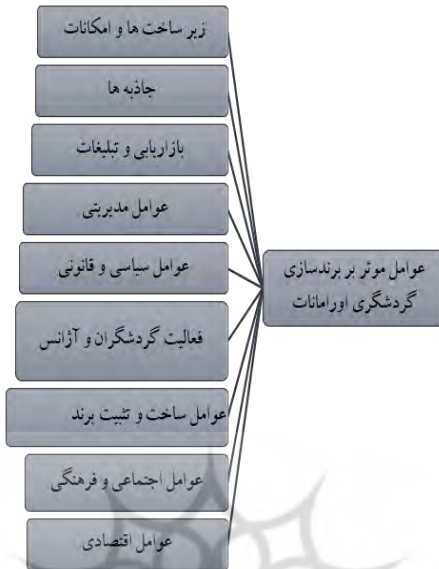 زیر ساخت ها و امکانات
جاذبه ها
بازاریابی و تبلیغات
عوامل مدیریتی
عوامل سیاسی و قانونی
فعالیت گردشگران و آژانس
عوامل ساخت و تثبیت برند
عوامل اجتماعی و فرهنگی
عوامل اقتصادی
عوامل موثر بر برندسازی
گردشگری اورامانات